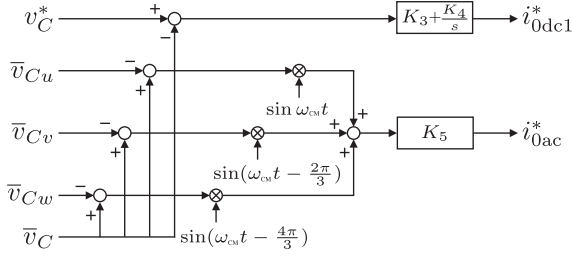 v*_C + − K_3 + K_4/s i*_0dc1
v̄_Cu − + sin ω_CM t +
v̄_Cv − + sin(ω_CM t − 2π/3) + + K_5 i*_0ac
v̄_Cw − + sin(ω_CM t − 4π/3)
v̄_C